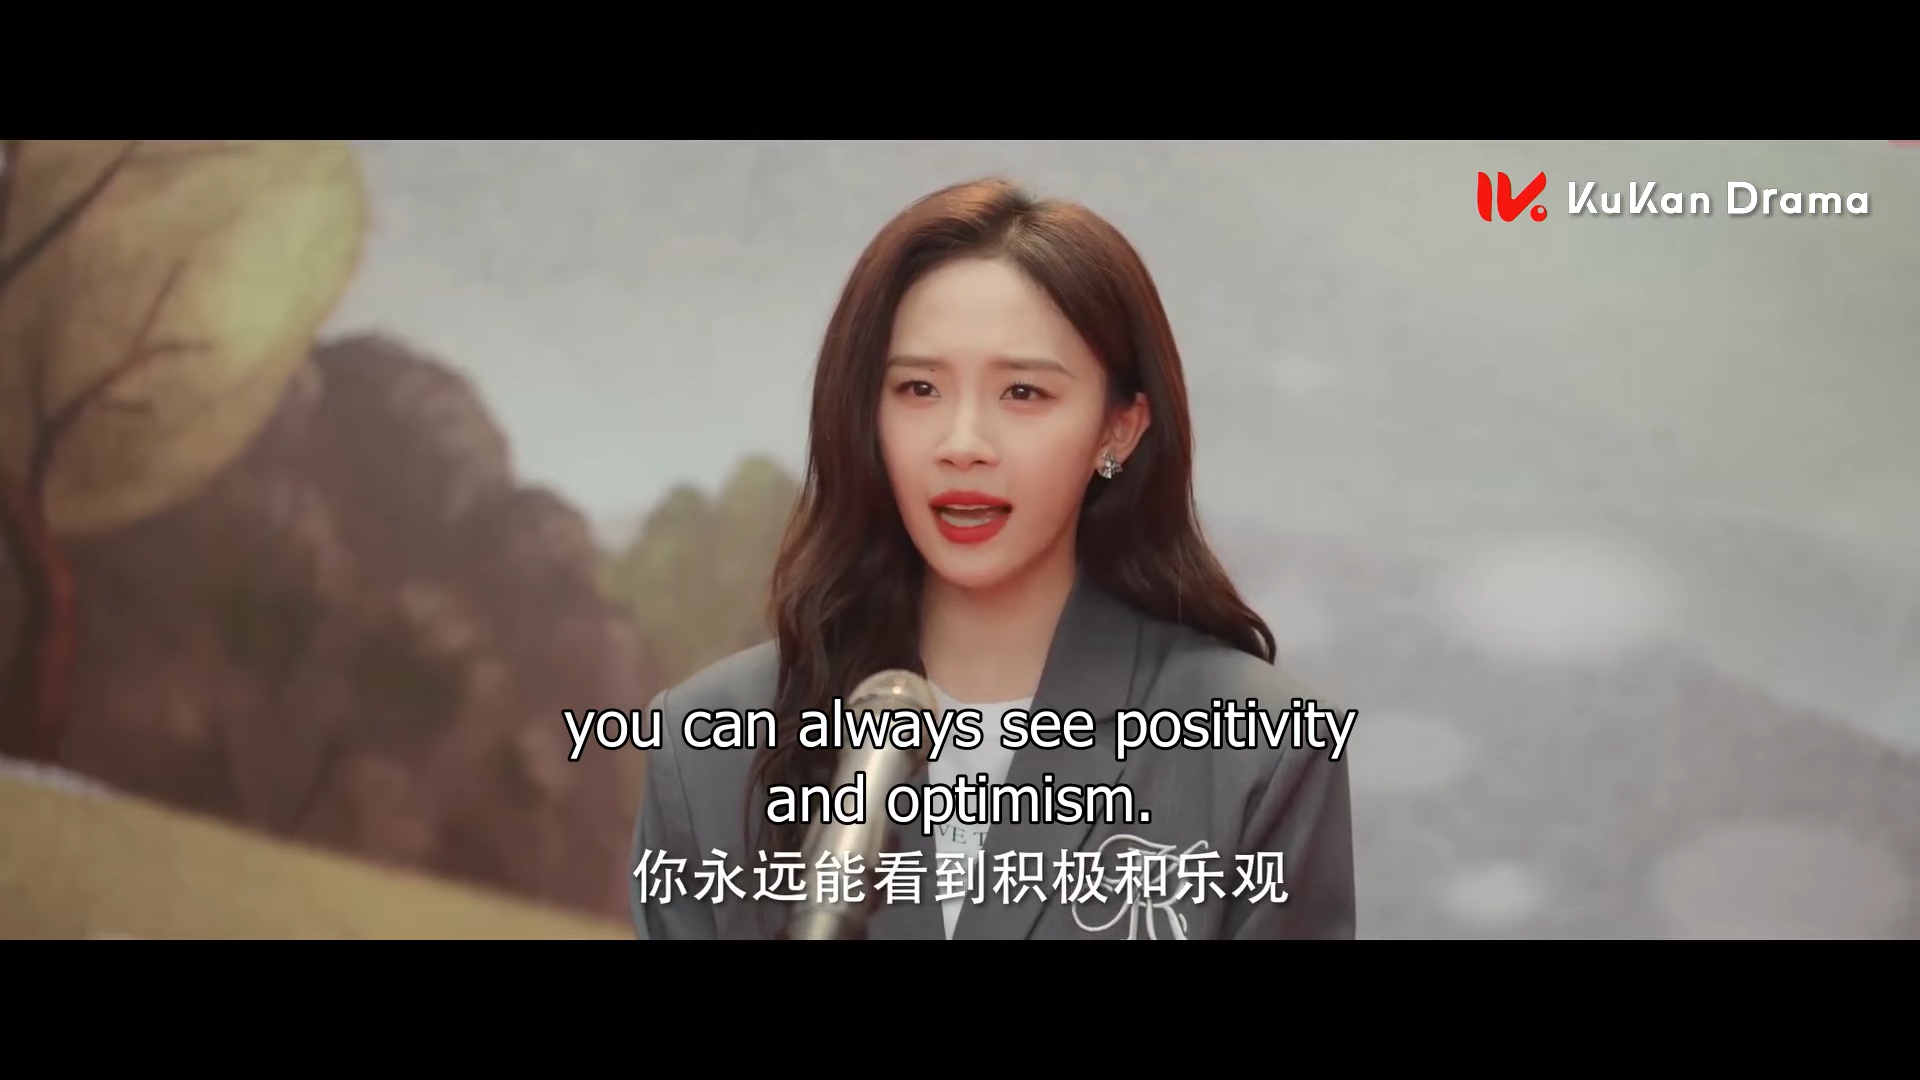 KuKan Drama
you can always see positivity
and optimism.
VE T
你永远能看到积极和乐观